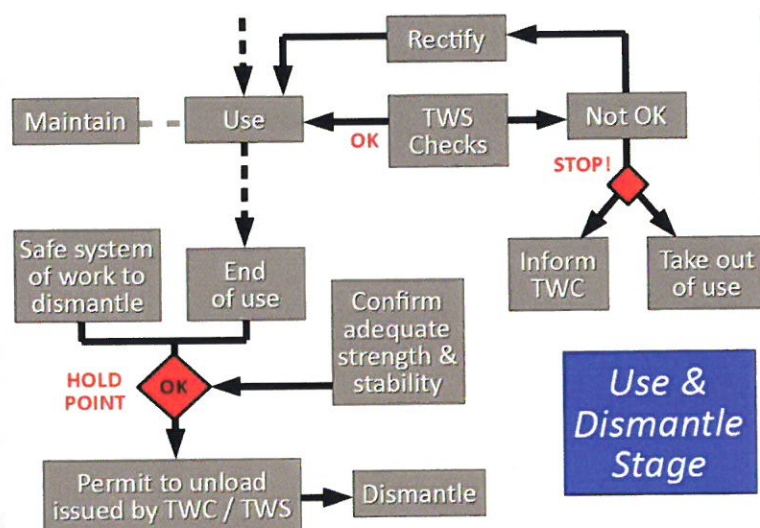 Rectify
Maintain
Use
TWS
Checks
Not OK
OK
STOP!
Safe system
of work to
dismantle
End
of use
Confirm
adequate
strength &
stability
Inform
TWC
Take out
of use
HOLD
POINT
OK
Use &
Dismantle
Stage
Permit to unload
issued by TWC / TWS
Dismantle